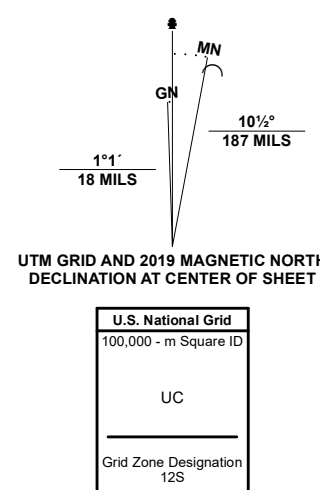 MN
GN
10½°
187 MILS
1°1´
18 MILS
UTM GRID AND 2019 MAGNETIC NORTH
DECLINATION AT CENTER OF SHEET
U.S. National Grid
100,000 - m Square ID
UC
Grid Zone Designation
12S